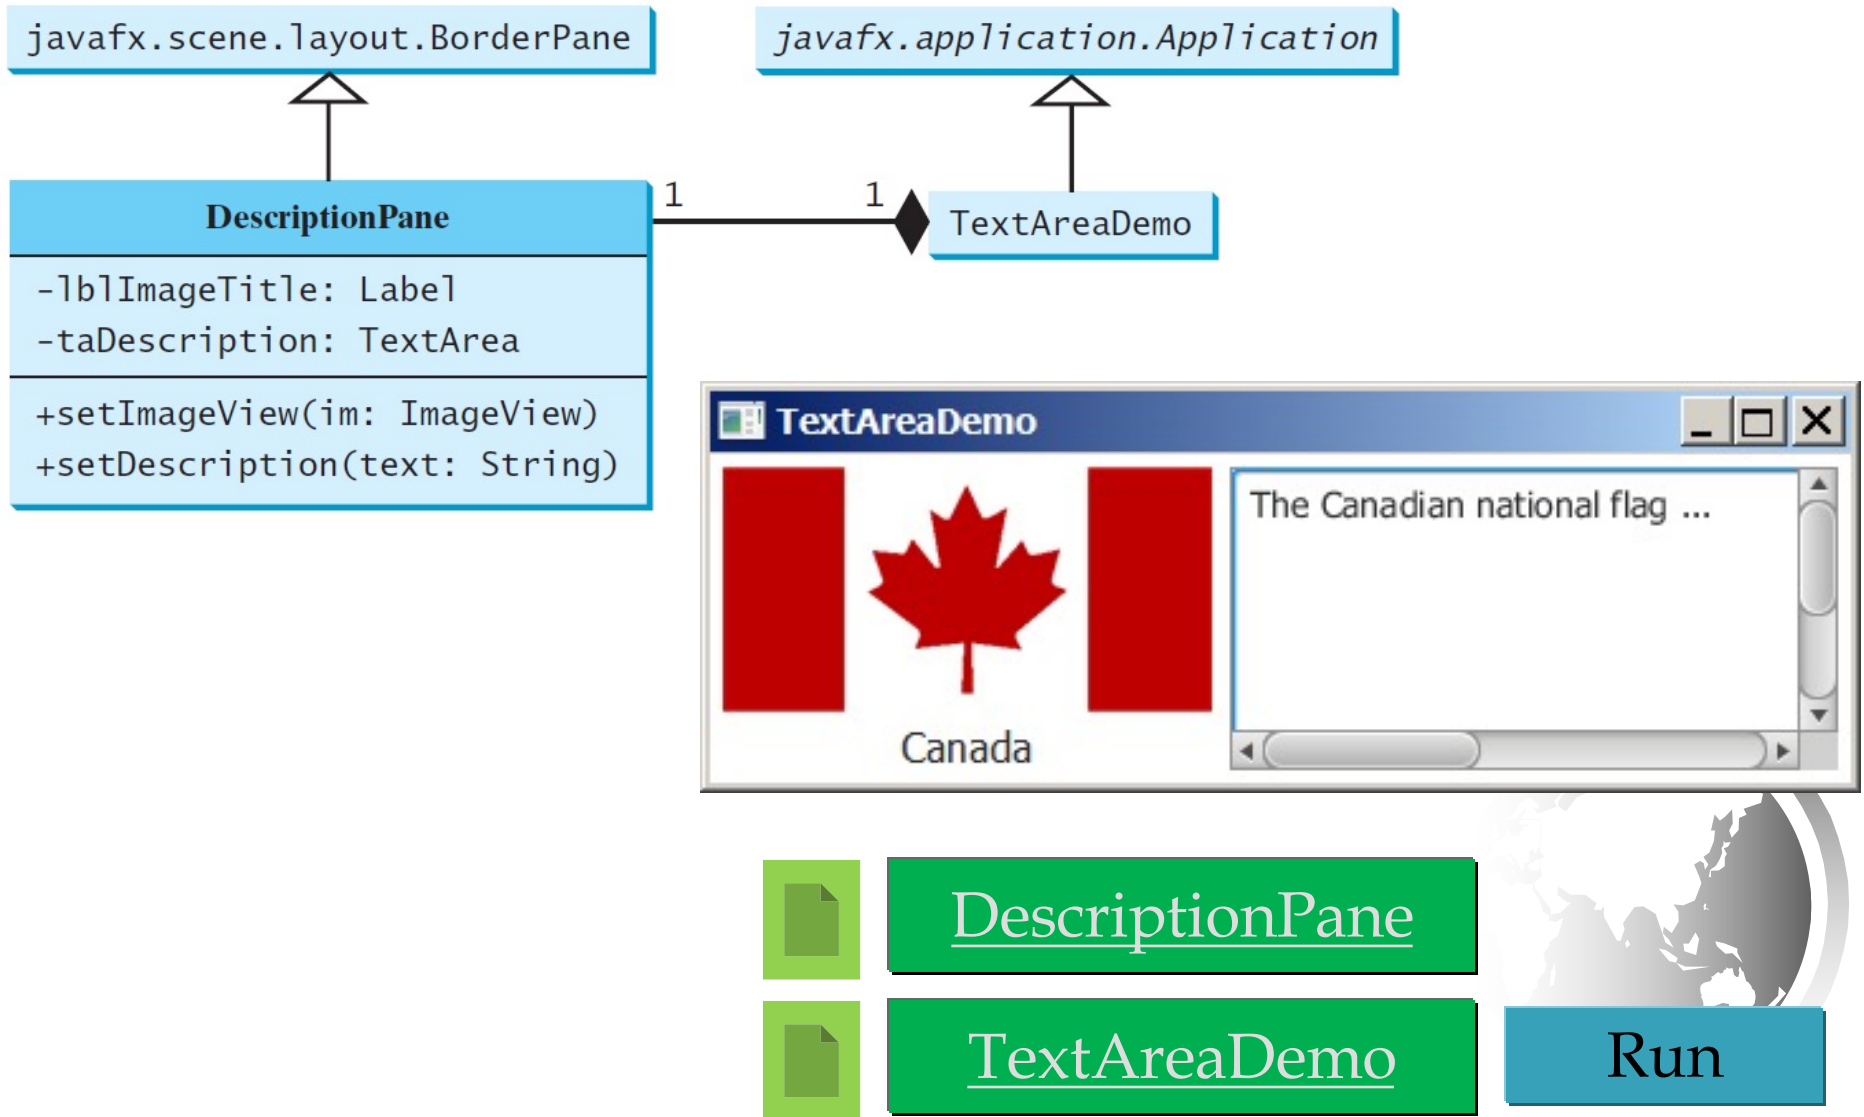 javafx.scene.layout.BorderPane
javafx.application.Application
DescriptionPane
1
1
TextAreaDemo
-lblImageTitle: Label
-taDescription: TextArea
+setImageView(im: ImageView)
+setDescription(text: String)
TextAreaDemo
The Canadian national flag ...
Canada
DescriptionPane
TextAreaDemo
Run